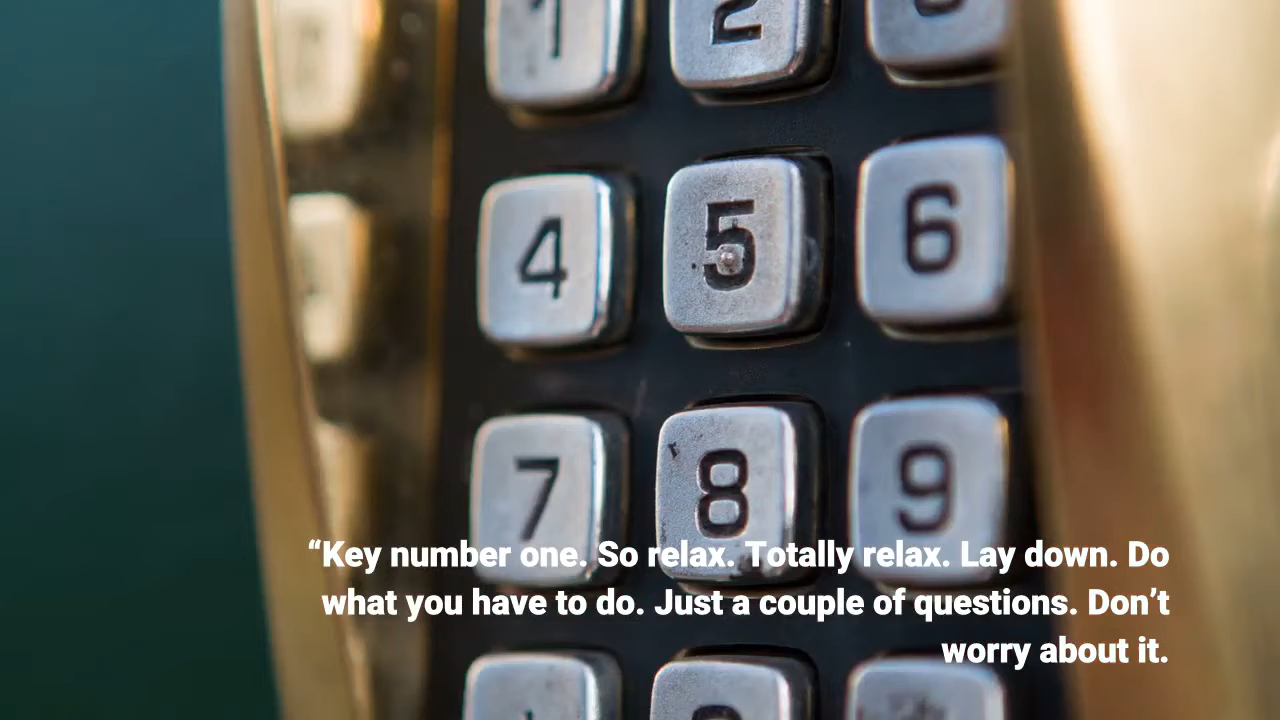 1 2
4 5 6
7 8 9
“Key number one. So relax. Totally relax. Lay down. Do
what you have to do. Just a couple of questions. Don’t
worry about it.